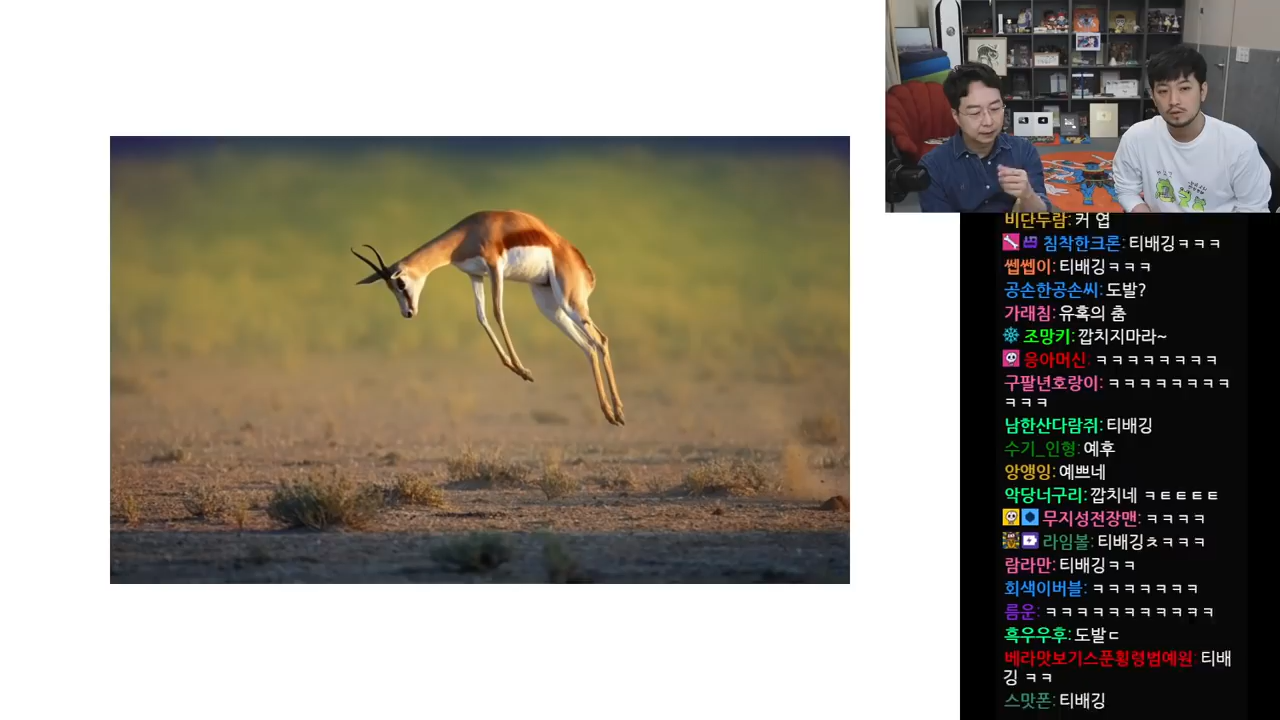 비단두람: 커 엽
침착한크론: 티배깅ㅋㅋㅋ
쎕쎕이: 티배깅ㅋㅋㅋ
공손한공손씨: 도발?
가래침: 유혹의 춤
조망키: 깝치지마라~
응아머신: ㅋㅋㅋㅋㅋㅋㅋㅋ
구팔년호랑이: ㅋㅋㅋㅋㅋㅋㅋㅋ
ㅋㅋㅋ
남한산다람쥐: 티배깅
수기_인형: 예후
앙앵잉: 예쁘네
악당너구리: 깝치네 ㅋㅌㅌㅌㅌ
무지성전장맨: ㅋㅋㅋㅋ
라임볼: 티배깅ㅊㅋㅋㅋ
람라만: 티배깅ㅋㅋ
회색이버블: ㅋㅋㅋㅋㅋㅋㅋ
름운: ㅋㅋㅋㅋㅋㅋㅋㅋㅋㅋㅋ
흑우우후: 도발ㄷ
베라맛보기스푼횡령범예원: 티배
깅 ㅋㅋ
스맛폰: 티배깅